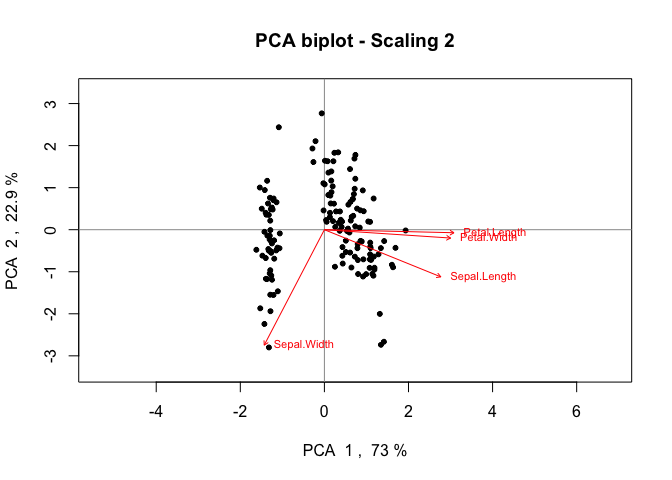 PCA biplot - Scaling 2
PCA 2 , 22.9 %
3
2
1
0
-1
-2
-3
Petal.Length
Petal.Width
Sepal.Length
Sepal.Width
-4 -2 0 2 4 6
PCA 1 , 73 %